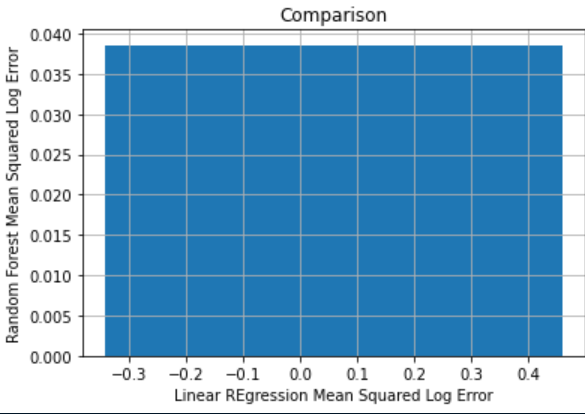 Comparison
Random Forest Mean Squared Log Error
0.040
0.035
0.030
0.025
0.020
0.015
0.010
0.005
0.000
−0.3 −0.2 −0.1 0.0 0.1 0.2 0.3 0.4
Linear REgression Mean Squared Log Error